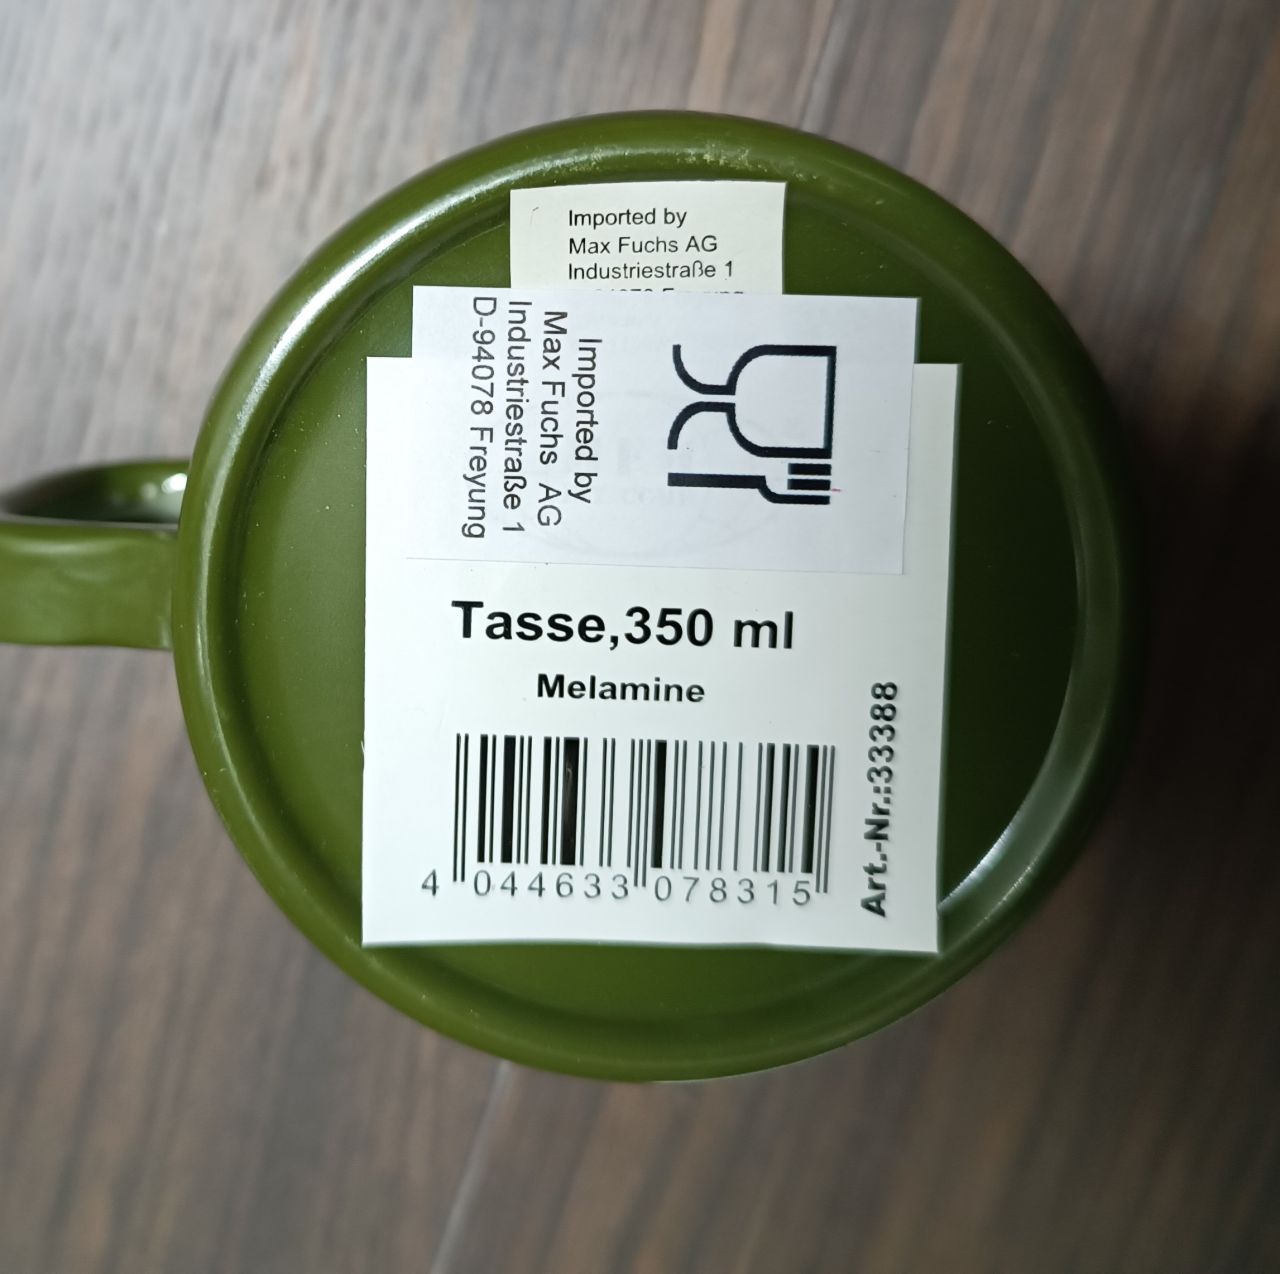 Imported by
Max Fuchs AG
Industriestraße 1
Imported by
Max Fuchs AG
Industriestraße 1
D-94078 Freyung
Tasse,350 ml
Melamine
4 044633 078315
Art.-Nr.:33388